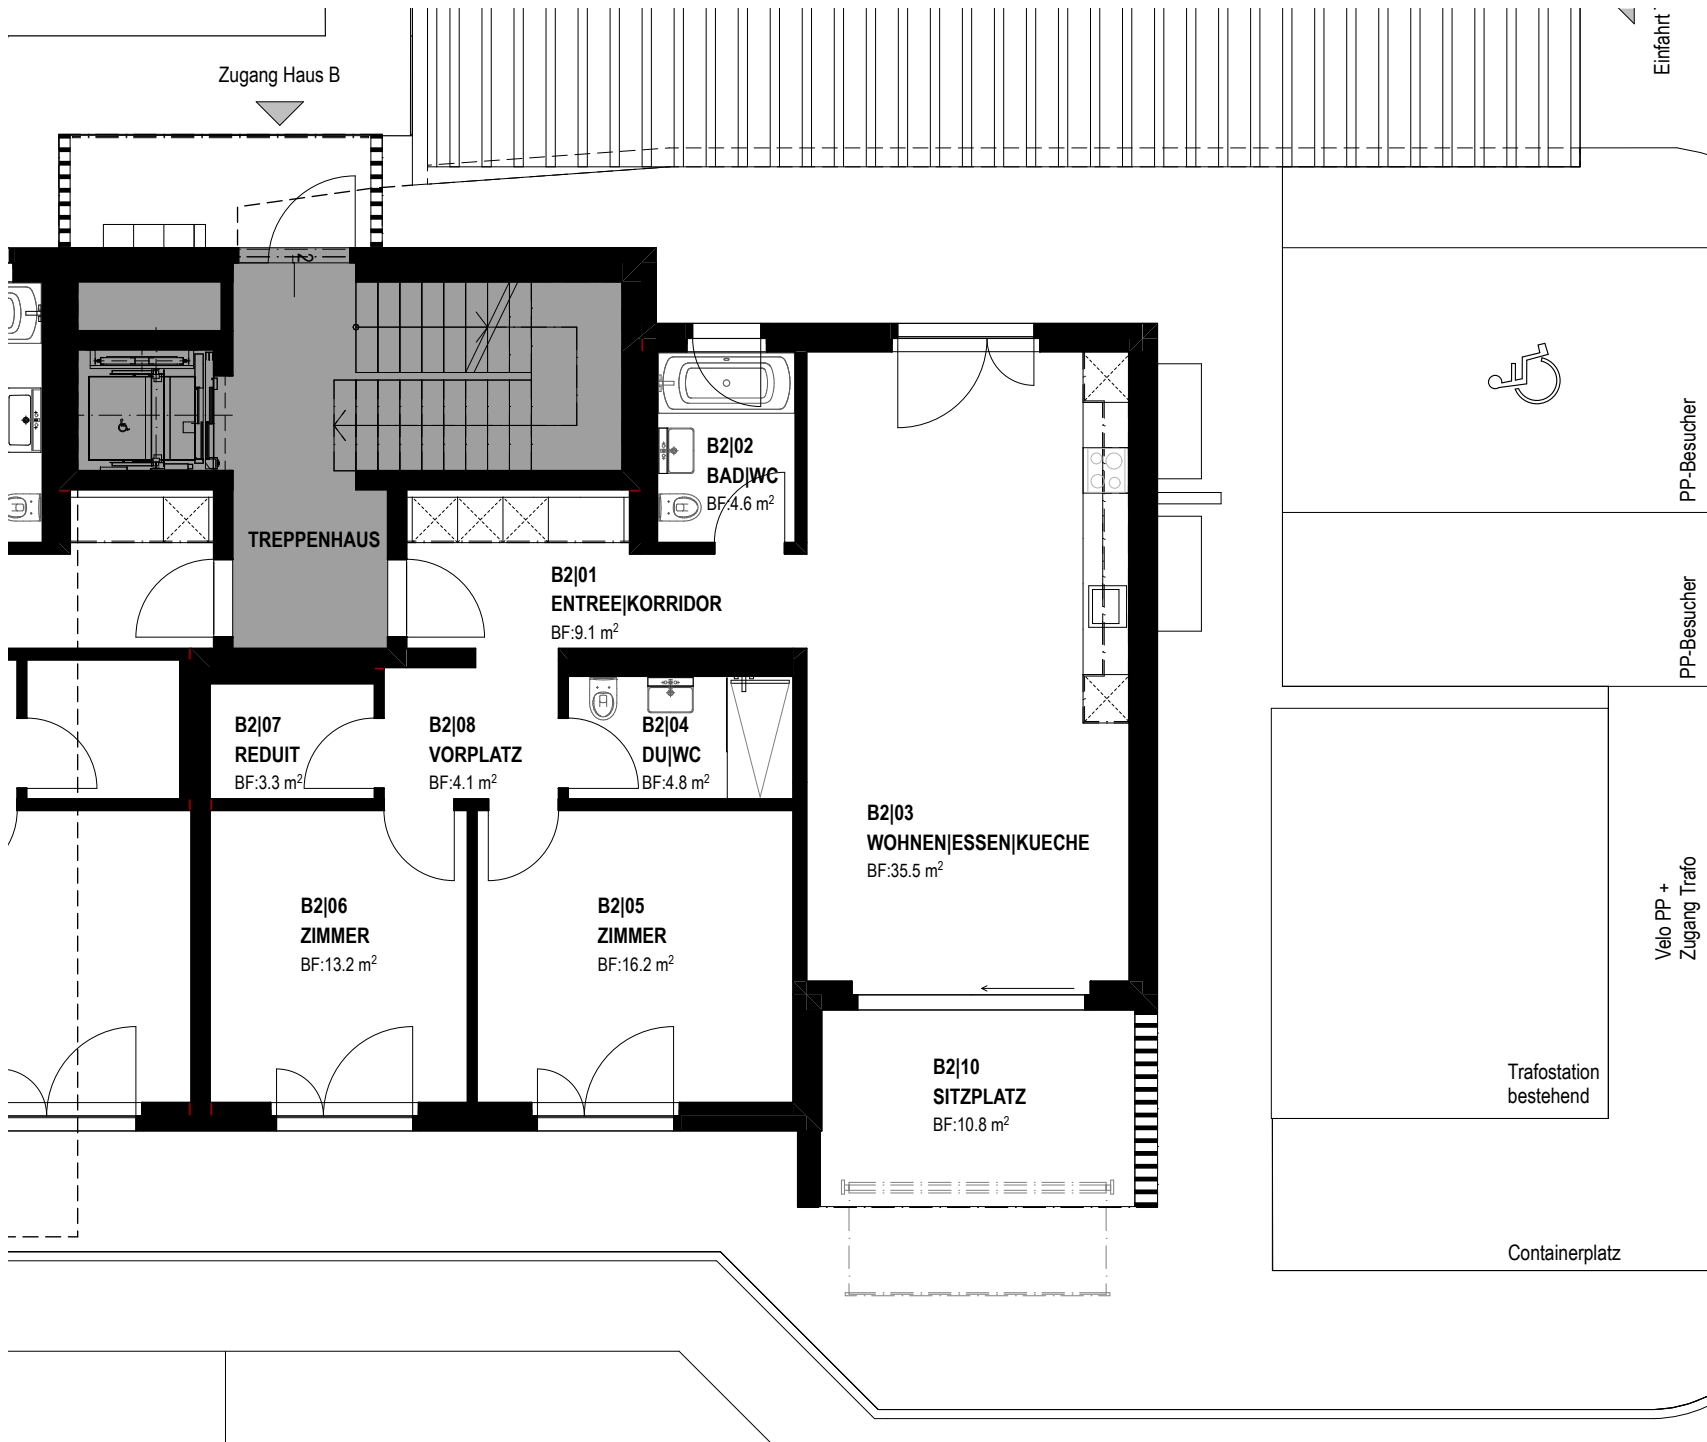 Einfahrt
Zugang Haus B
2
B2|02
BAD|WC
BF:4.6 m²
PP-Besucher
TREPPENHAUS
B2|01
ENTREE|KORRIDOR
BF:9.1 m²
PP-Besucher
B2|07
REDUIT
BF:3.3 m²
B2|08
VORPLATZ
BF:4.1 m²
B2|04
DU|WC
BF:4.8 m²
B2|03
WOHNEN|ESSEN|KUECHE
BF:35.5 m²
B2|06
ZIMMER
BF:13.2 m²
B2|05
ZIMMER
BF:16.2 m²
Velo PP +
Zugang Trafo
B2|10
SITZPLATZ
BF:10.8 m²
Trafostation
bestehend
Containerplatz